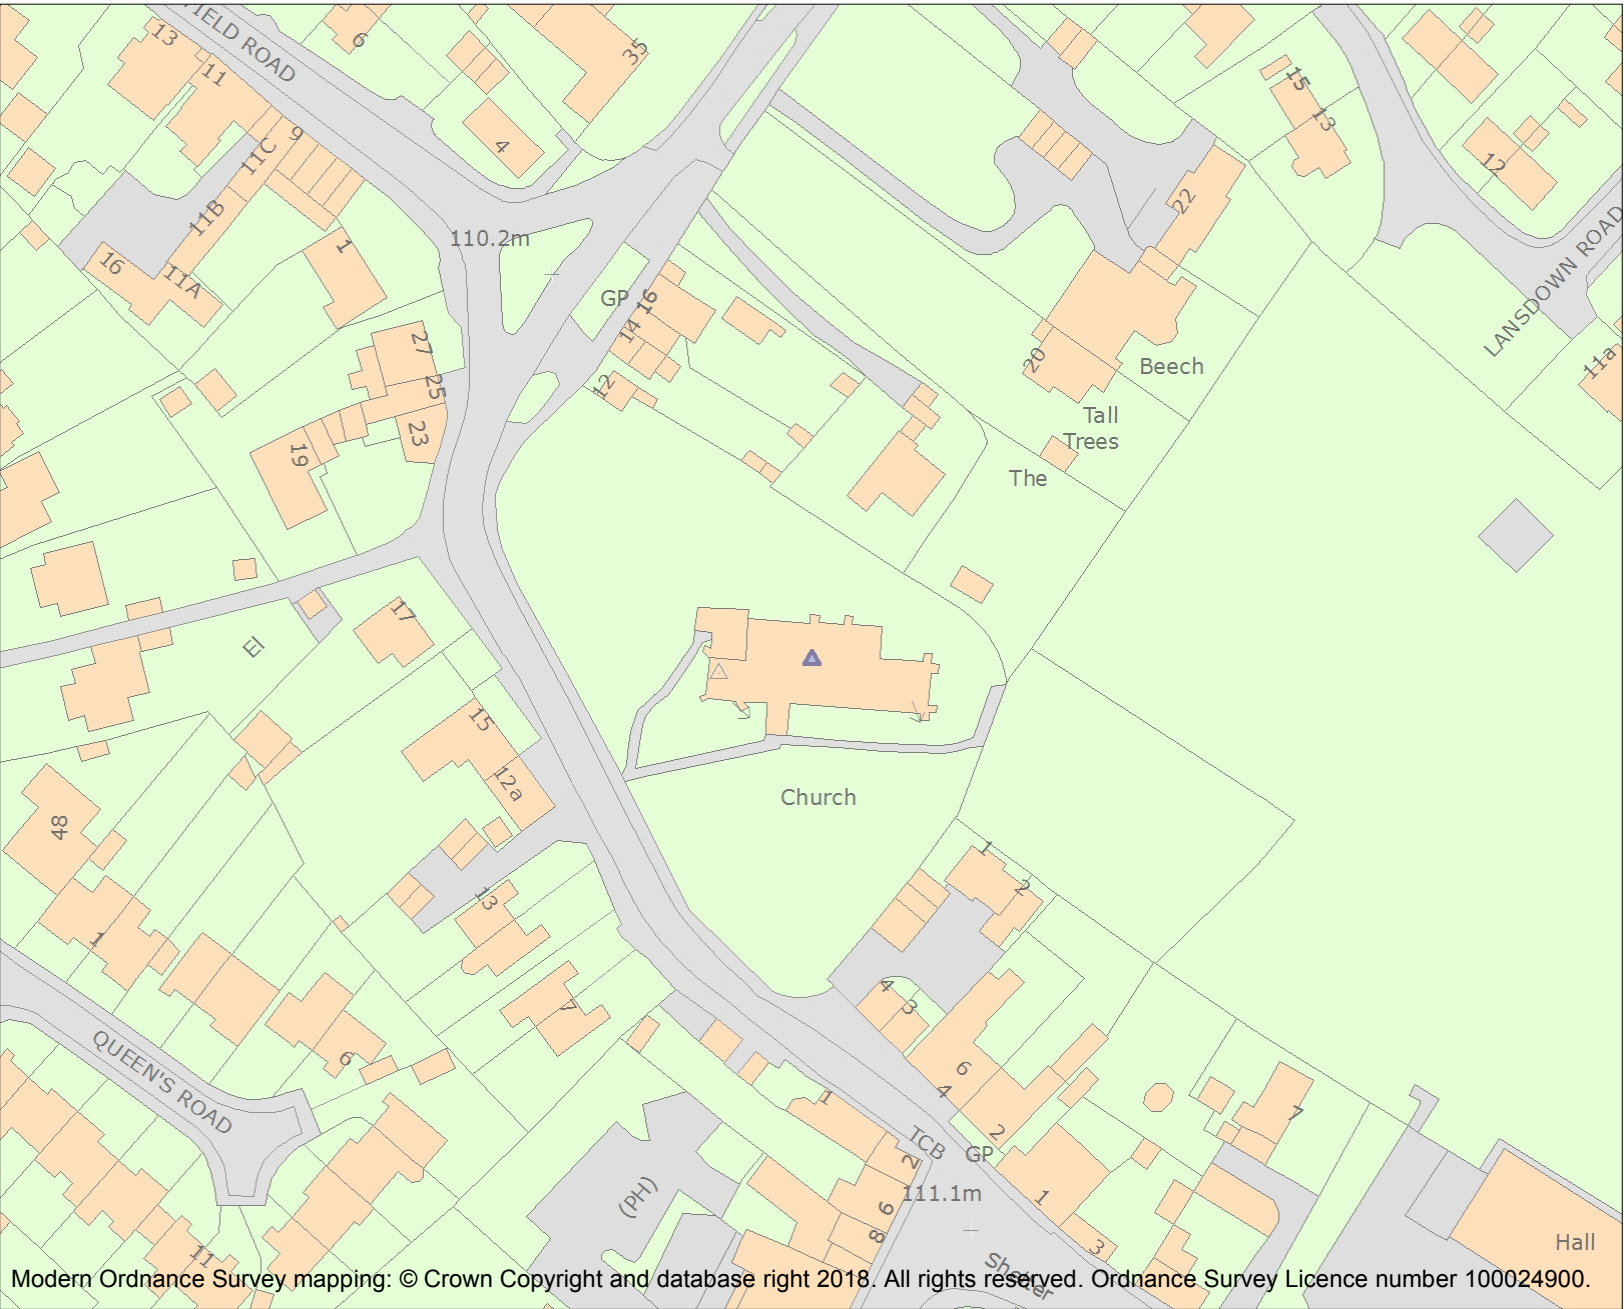 FIELD ROAD
13
11
6
35
4
9
11C
11B
16
11A
1
110.2m
GP
14
16
12
22
15
13
12
LANSDOWN ROAD
11a
20
Beech
Tall
Trees
The
27
25
23
19
17
El
15
12a
Church
48
1
13
7
6
QUEEN'S ROAD
11
1
2
4
3
6
4
2
1
TCB
GP
2
111.1m
6
8
(PH)
1
3
7
Shelter
Hall
Modern Ordnance Survey mapping: © Crown Copyright and database right 2018. All rights reserved. Ordnance Survey Licence number 100024900.